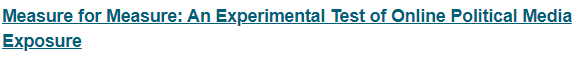 Measure for Measure: An Experimental Test of Online Political Media
Exposure